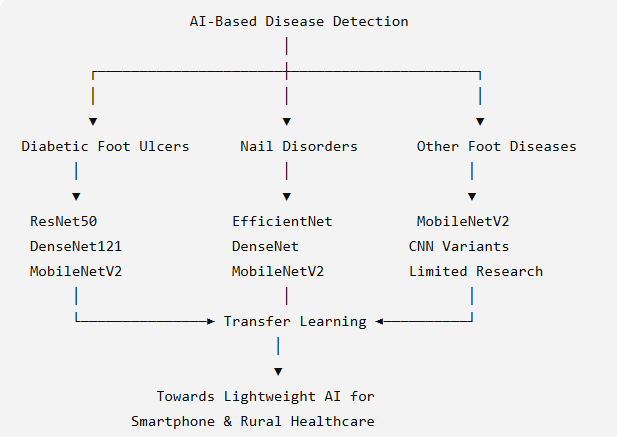 AI-Based Disease Detection
Diabetic Foot Ulcers Nail Disorders Other Foot Diseases
ResNet50 EfficientNet MobileNetV2
DenseNet121 DenseNet CNN Variants
MobileNetV2 MobileNetV2 Limited Research
Transfer Learning
Towards Lightweight AI for
Smartphone & Rural Healthcare